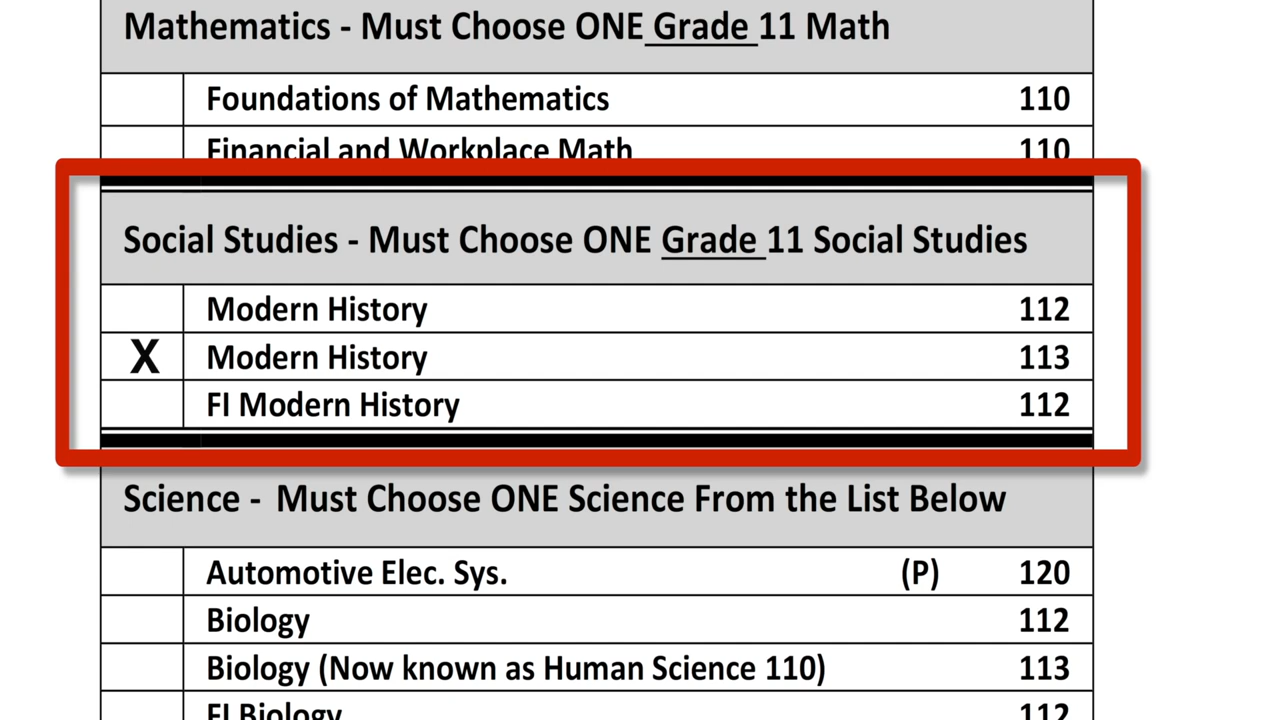 Mathematics - Must Choose ONE Grade 11 Math
Foundations of Mathematics 110
Financial and Workplace Math 110
Social Studies - Must Choose ONE Grade 11 Social Studies
Modern History 112
X Modern History 113
FI Modern History 112
Science - Must Choose ONE Science From the List Below
Automotive Elec. Sys. (P) 120
Biology 112
Biology (Now known as Human Science 110) 113
FI Biology 112